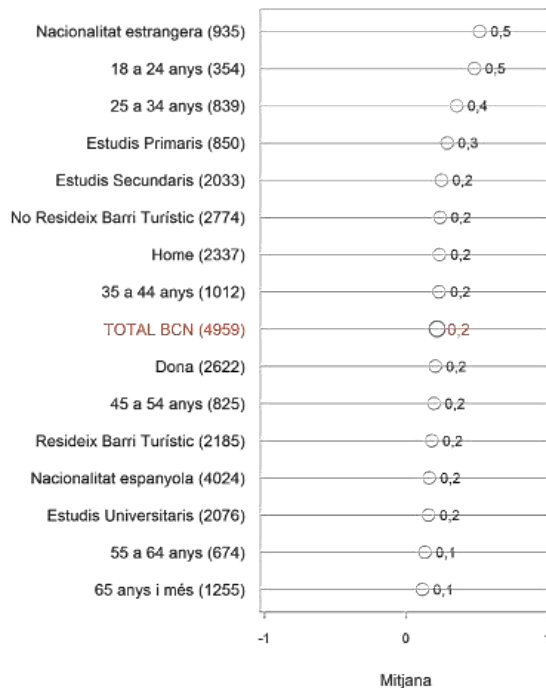 Nacionalitat estrangera (935) 0,5
18 a 24 anys (354) 0,5
25 a 34 anys (839) 0,4
Estudis Primaris (850) 0,3
Estudis Secundaris (2033) 0,2
No Resideix Barri Turístic (2774) 0,2
Home (2337) 0,2
35 a 44 anys (1012) 0,2
TOTAL BCN (4959) 0,2
Dona (2622) 0,2
45 a 54 anys (825) 0,2
Resideix Barri Turístic (2185) 0,2
Nacionalitat espanyola (4024) 0,2
Estudis Universitaris (2076) 0,2
55 a 64 anys (674) 0,1
65 anys i més (1255) 0,1
-1 0 1
Mitjana